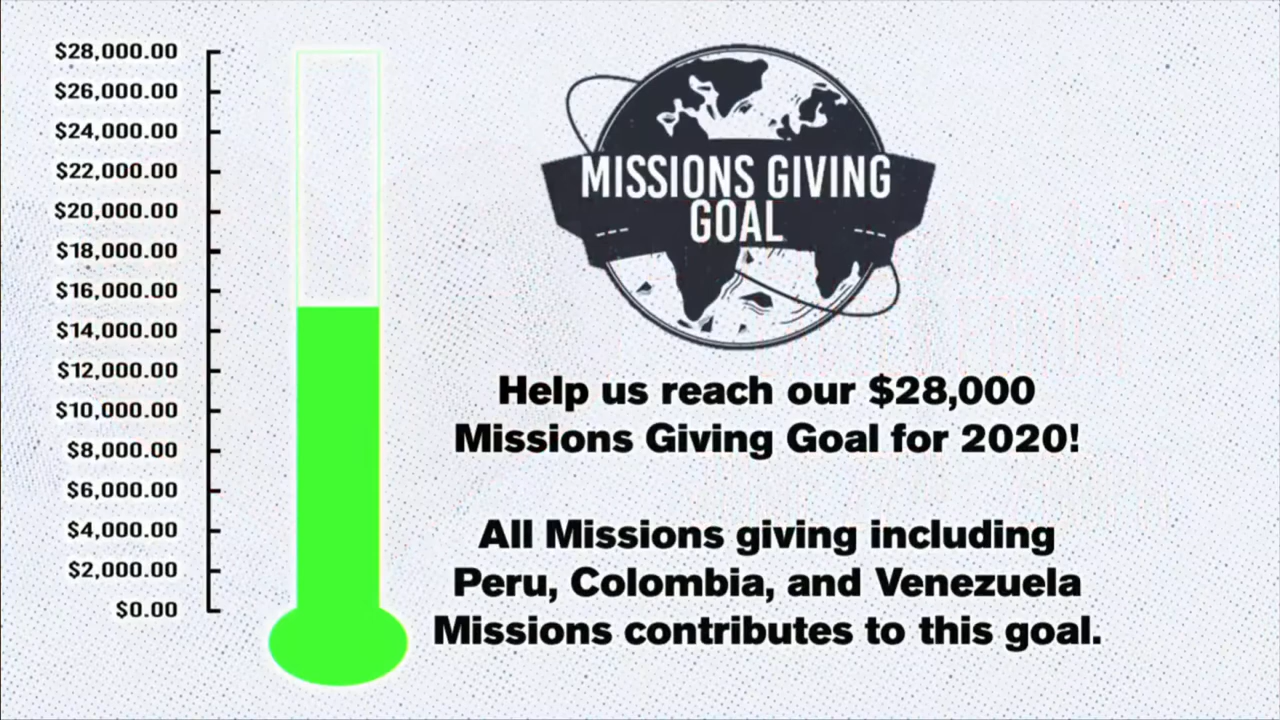 $28,000.00
$26,000.00
$24,000.00
$22,000.00
$20,000.00
$18,000.00
$16,000.00
$14,000.00
$12,000.00
$10,000.00
$8,000.00
$6,000.00
$4,000.00
$2,000.00
$0.00
MISSIONS GIVING
GOAL
Help us reach our $28,000
Missions Giving Goal for 2020!
All Missions giving including
Peru, Colombia, and Venezuela
Missions contributes to this goal.